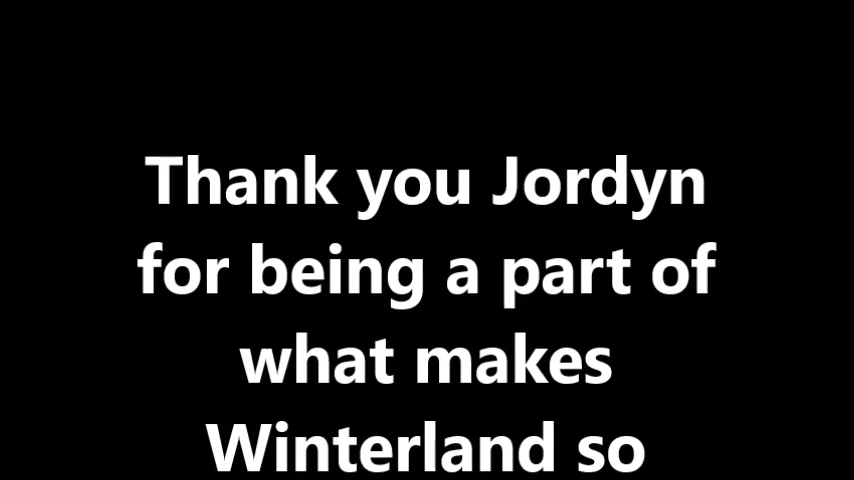 Thank you Jordyn
for being a part of
what makes
Winterland so